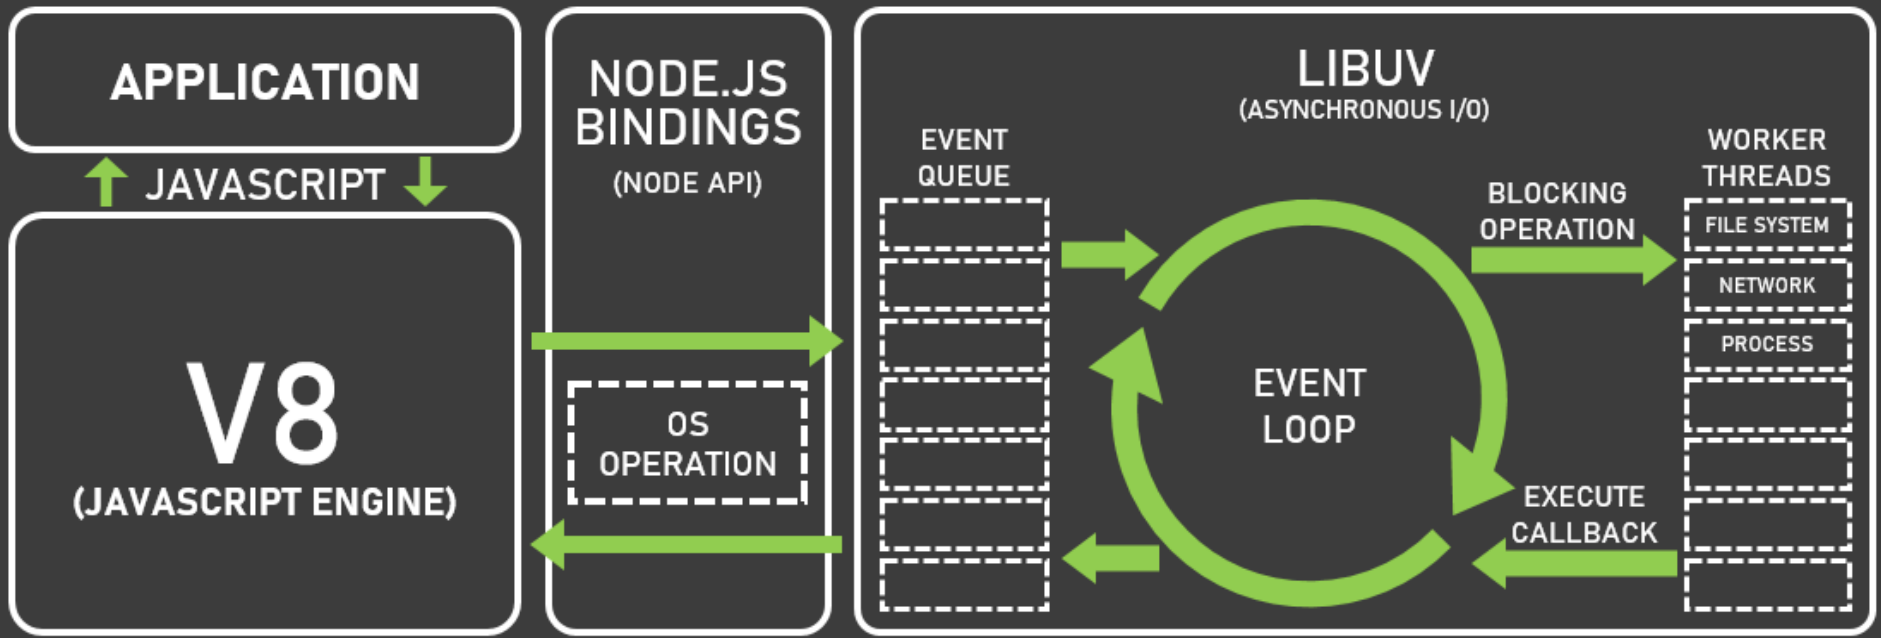 APPLICATION
JAVASCRIPT
V8
(JAVASCRIPT ENGINE)
NODE.JS
BINDINGS
(NODE API)
OS
OPERATION
LIBUV
(ASYNCHRONOUS I/O)
EVENT
QUEUE
EVENT
LOOP
BLOCKING
OPERATION
EXECUTE
CALLBACK
WORKER
THREADS
FILE SYSTEM
NETWORK
PROCESS